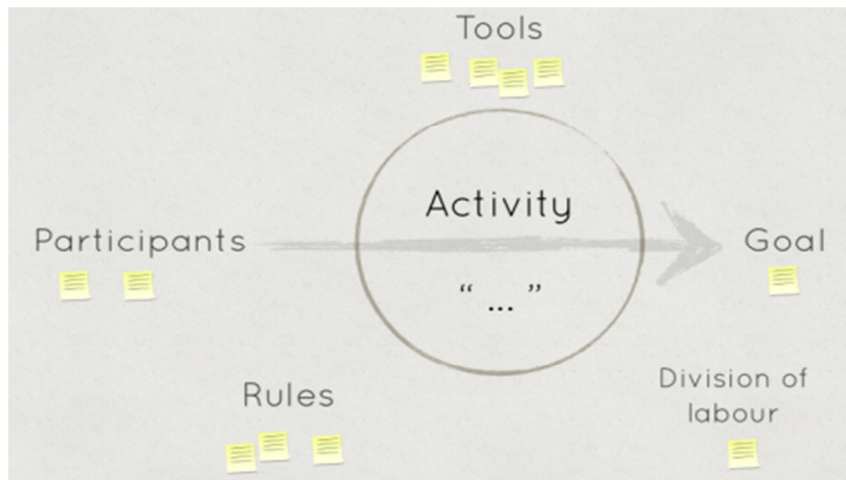 Tools
Activity
Participants
Goal
“ ... ”
Rules
Division of
labour